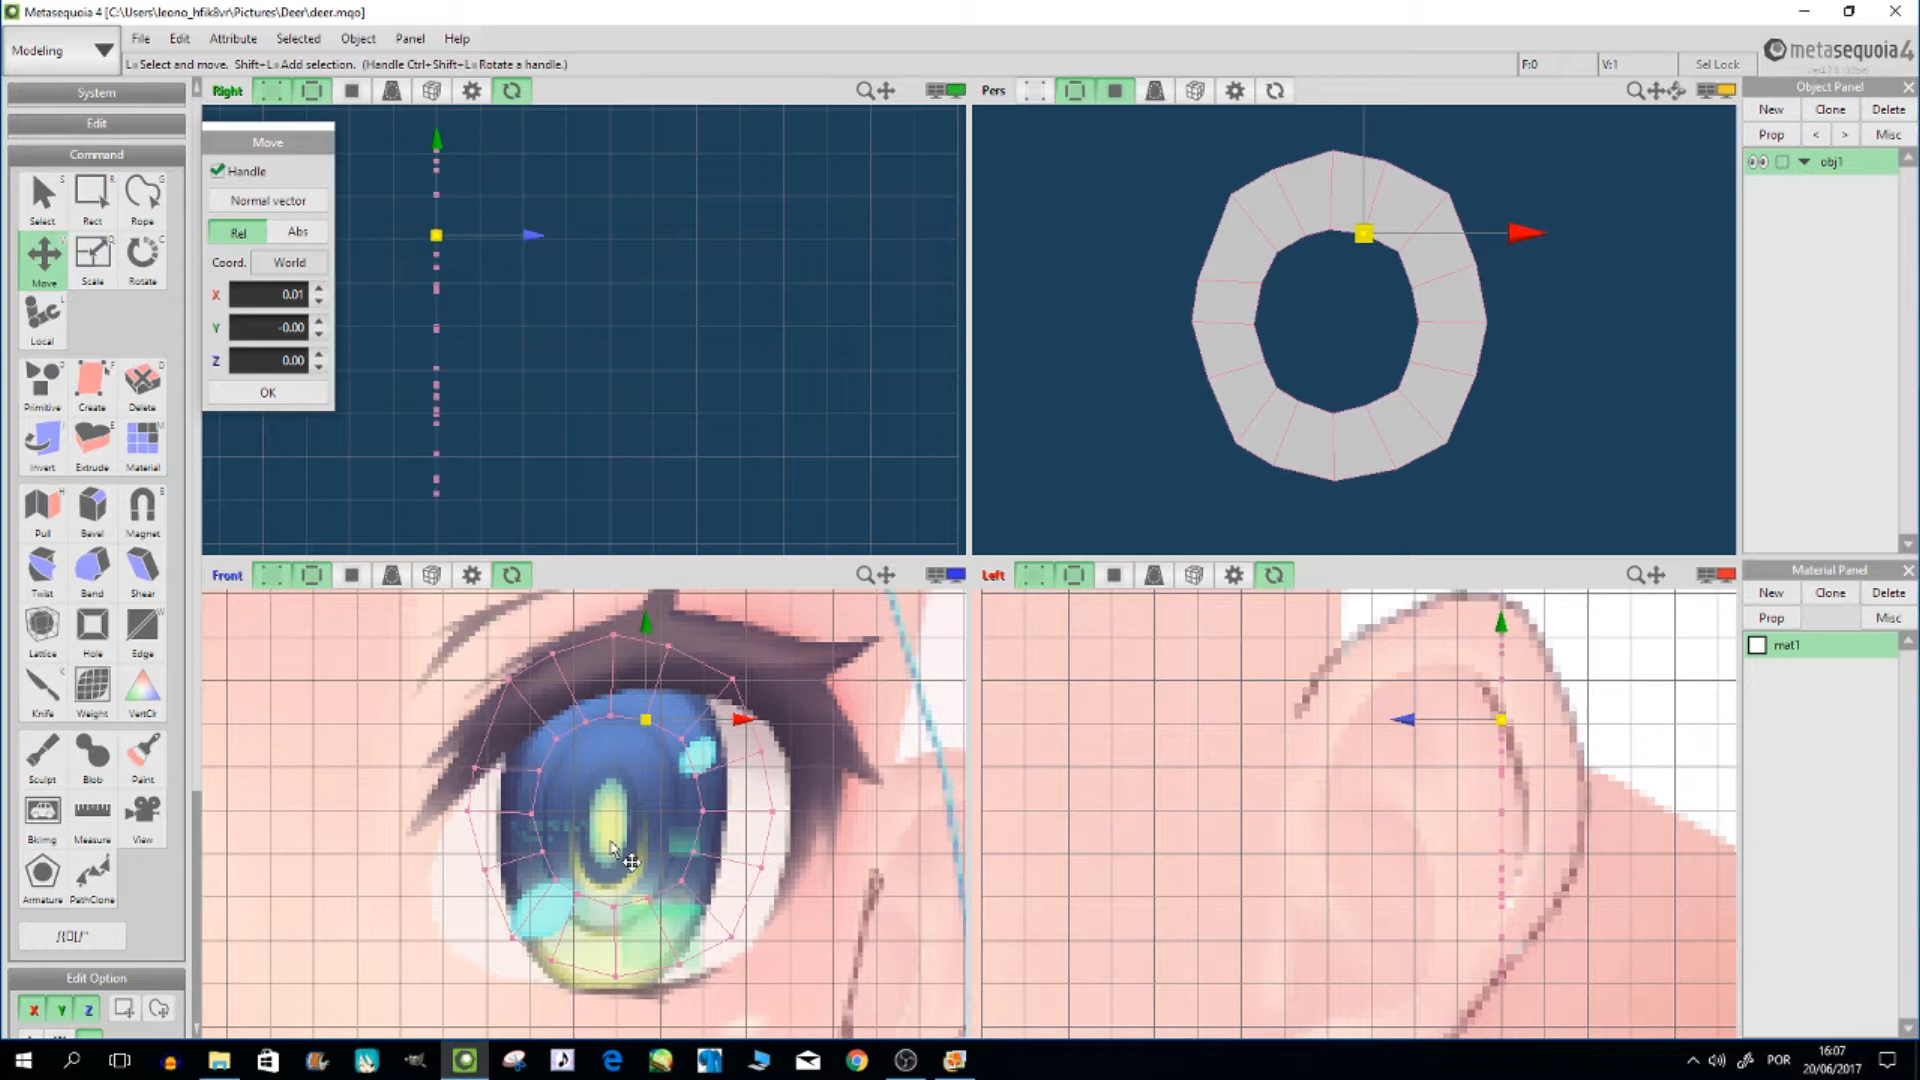 Metasequoia 4 [C:\Users\leono_hfik8vr\Pictures\Deer\deer.mqo]
Modeling
File Edit Attribute Selected Object Panel Help
L=Select and move. Shift+L=Add selection. (Handle Ctrl+Shift+L=Rotate a handle.)
F:0 V:1 Sel Lock
metasequoia4
System
Edit
Command
Select S
Rect R
Rope G
Move V
Scale Q
Rotate C
Local L
Primitive P
Create F
Delete D
Invert I
Extrude E
Material M
Pull H
Bevel
Magnet B
Twist
Bend
Shear
Lattice
Hole
Edge W
Knife K
Weight
VertClr
Sculpt
Blob
Paint
BkImg
Measure
View
Armature
PathClone
Edit Option
X Y Z
Right
Move
Handle
Normal vector
Rel Abs
Coord. World
X 0.01
Y -0.00
Z 0.00
OK
Pers
Front
Left
Object Panel
New Clone Delete
Prop < > Misc
obj1
Material Panel
New Clone Delete
Prop Misc
mat1
POR
16:07
20/06/2017